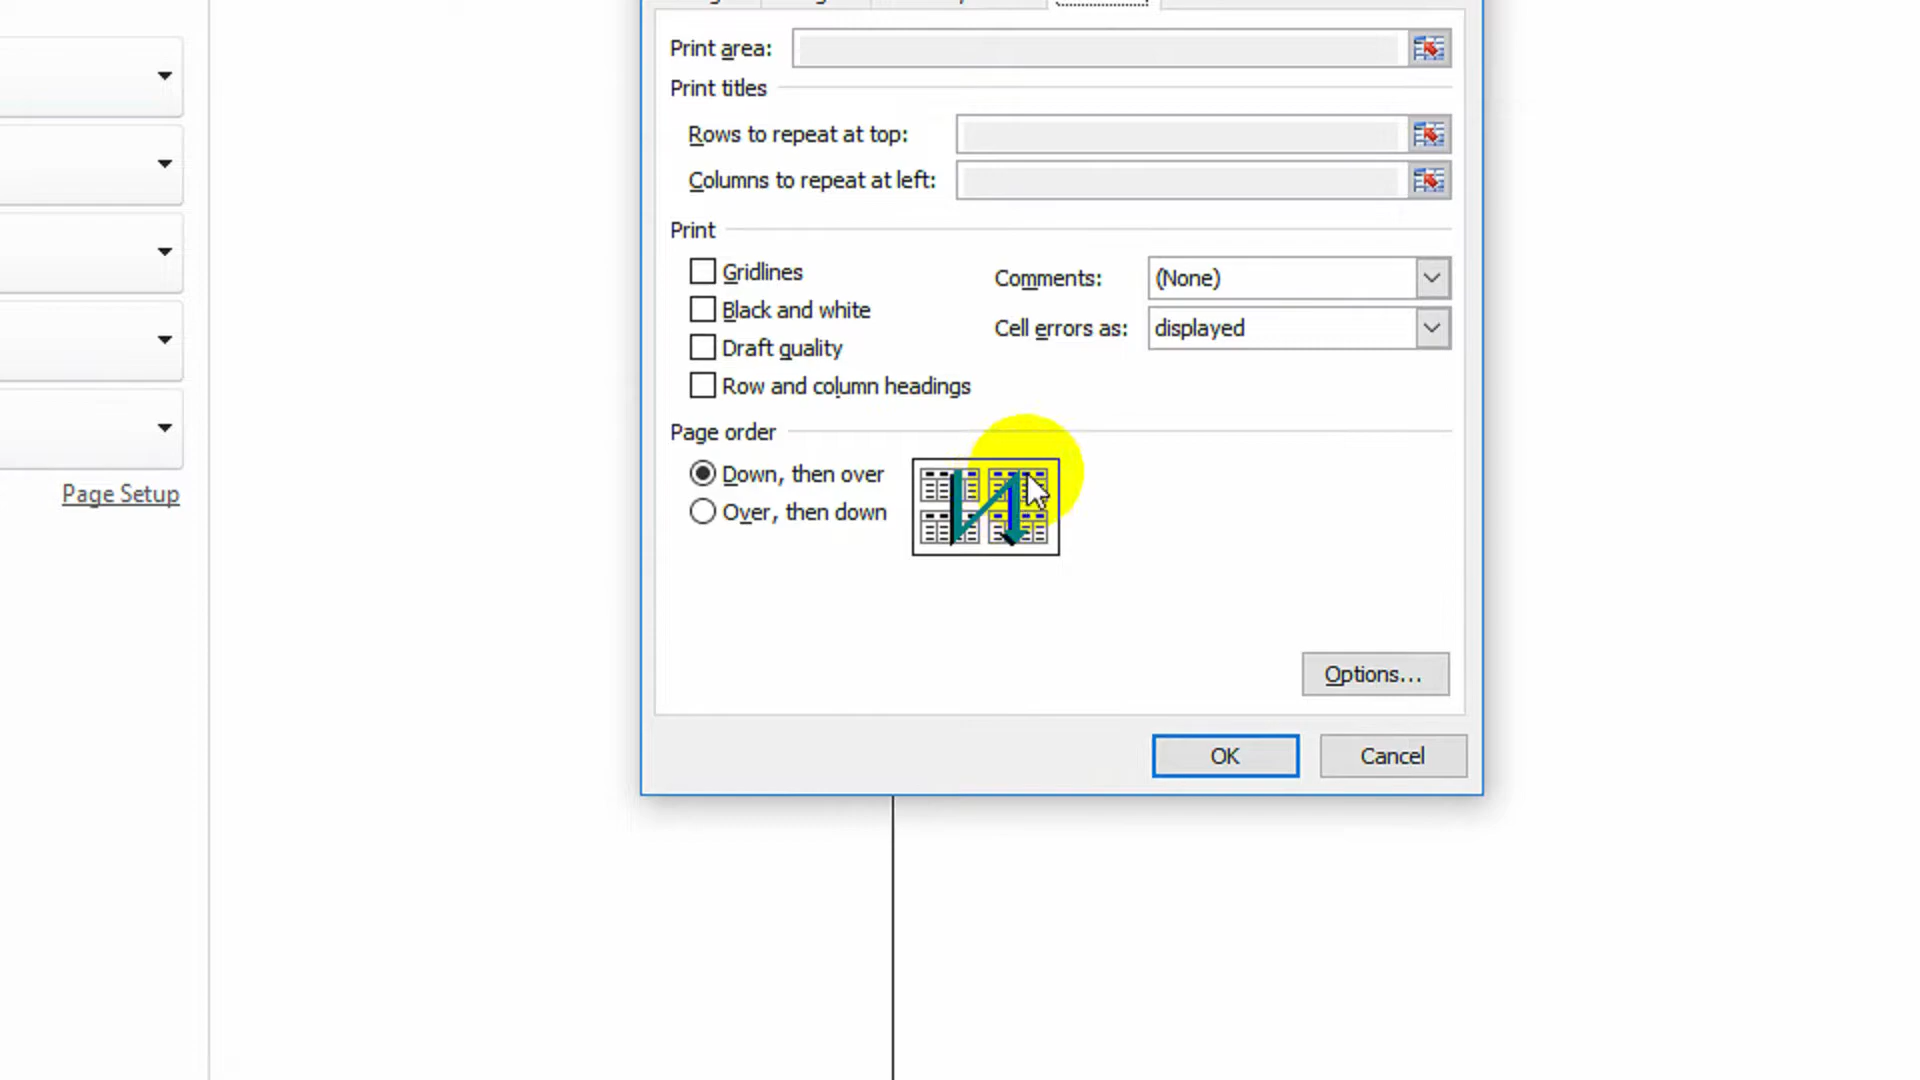 Print area:
Print titles
Rows to repeat at top:
Columns to repeat at left:
Print
Gridlines
Comments: (None)
Black and white
Cell errors as: displayed
Draft quality
Row and column headings
Page order
Down, then over
Over, then down
Page Setup
Options...
OK Cancel